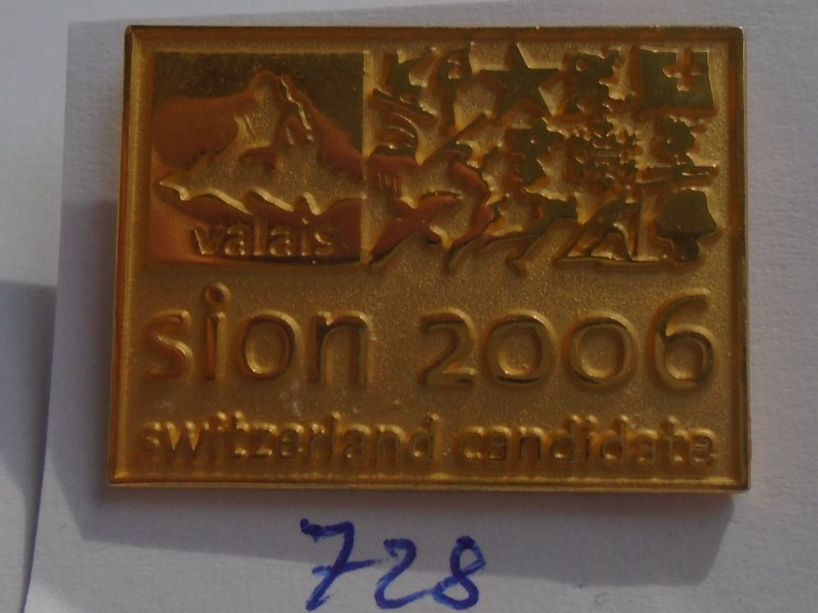 valais
sion 2006
switzerland candidate
728